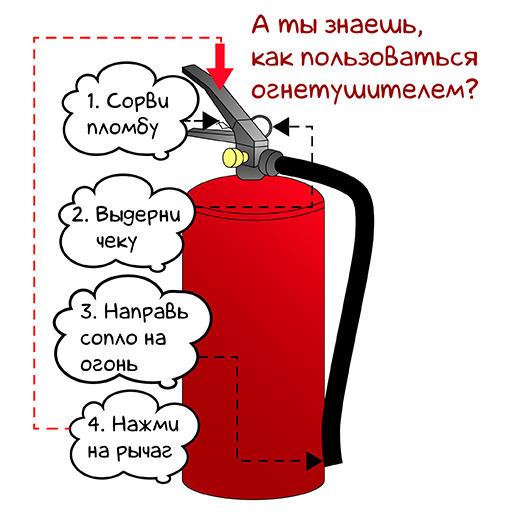 А ты знаешь,
как пользоваться
огнетушителем?
1. Сорви
пломбу
2. Выдерни
чеку
3. Направь
сопло на
огонь
4. Нажми
на рычаг